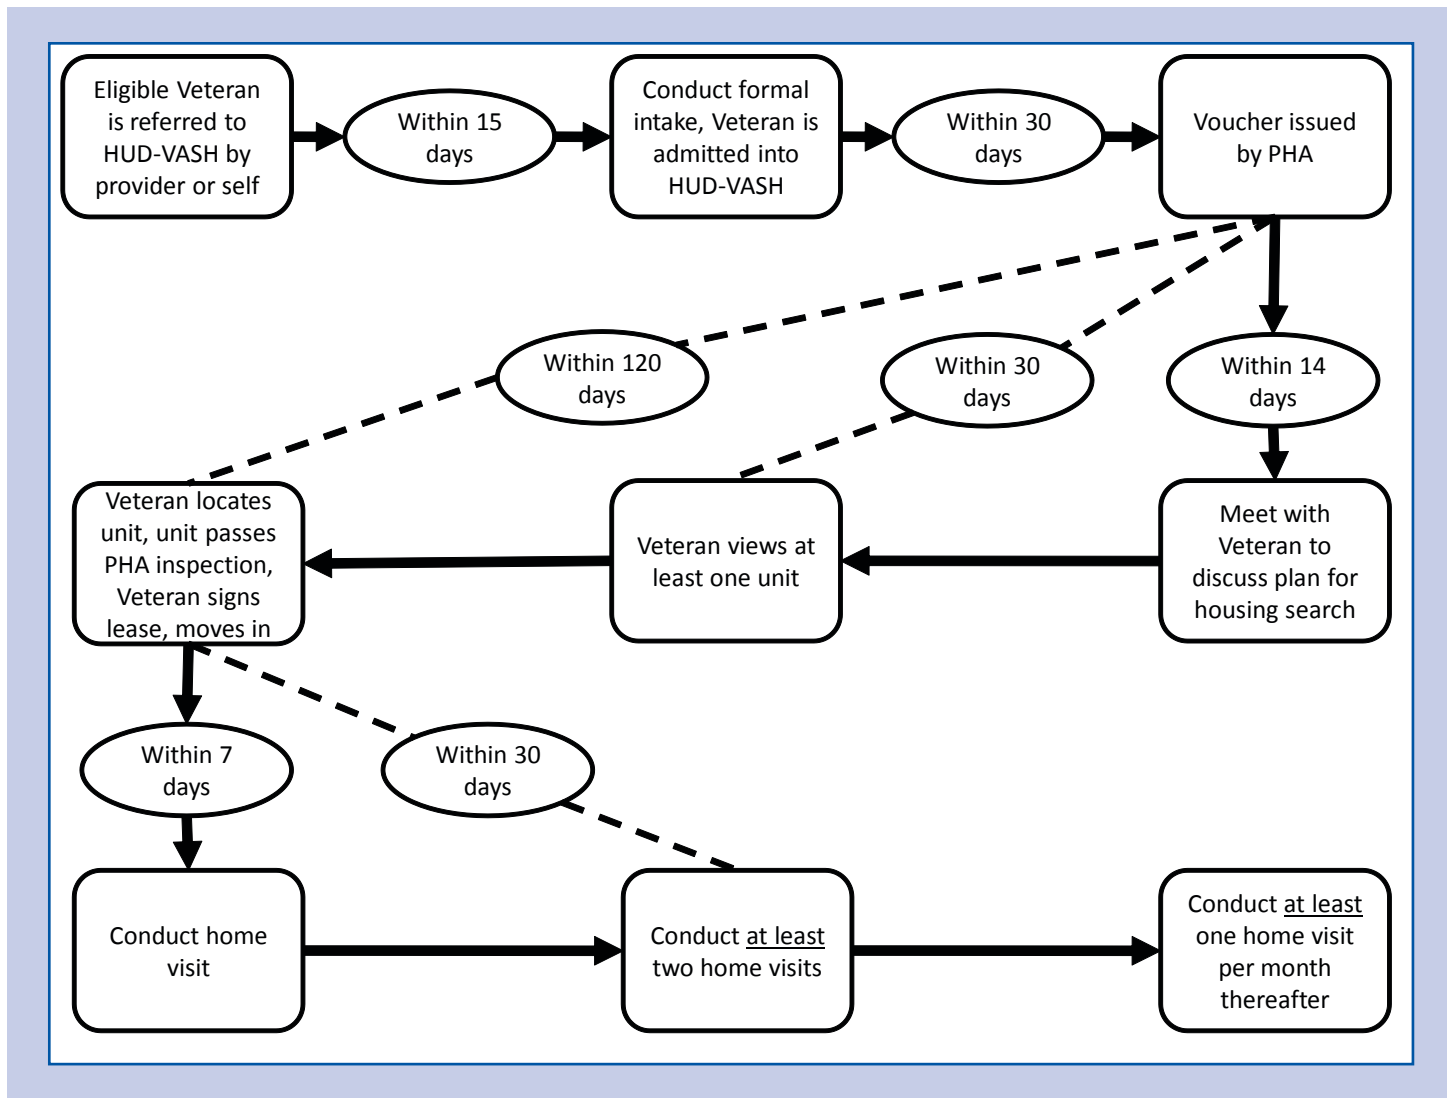 Eligible Veteran
is referred to
HUD-VASH by
provider or self
Within 15
days
Conduct formal
intake, Veteran is
admitted into
HUD-VASH
Within 30
days
Voucher issued
by PHA
Within 120
days
Within 30
days
Within 14
days
Veteran locates
unit, unit passes
PHA inspection,
Veteran signs
lease, moves in
Veteran views at
least one unit
Meet with
Veteran to
discuss plan for
housing search
Within 7
days
Within 30
days
Conduct home
visit
Conduct at least
two home visits
Conduct at least
one home visit
per month
thereafter